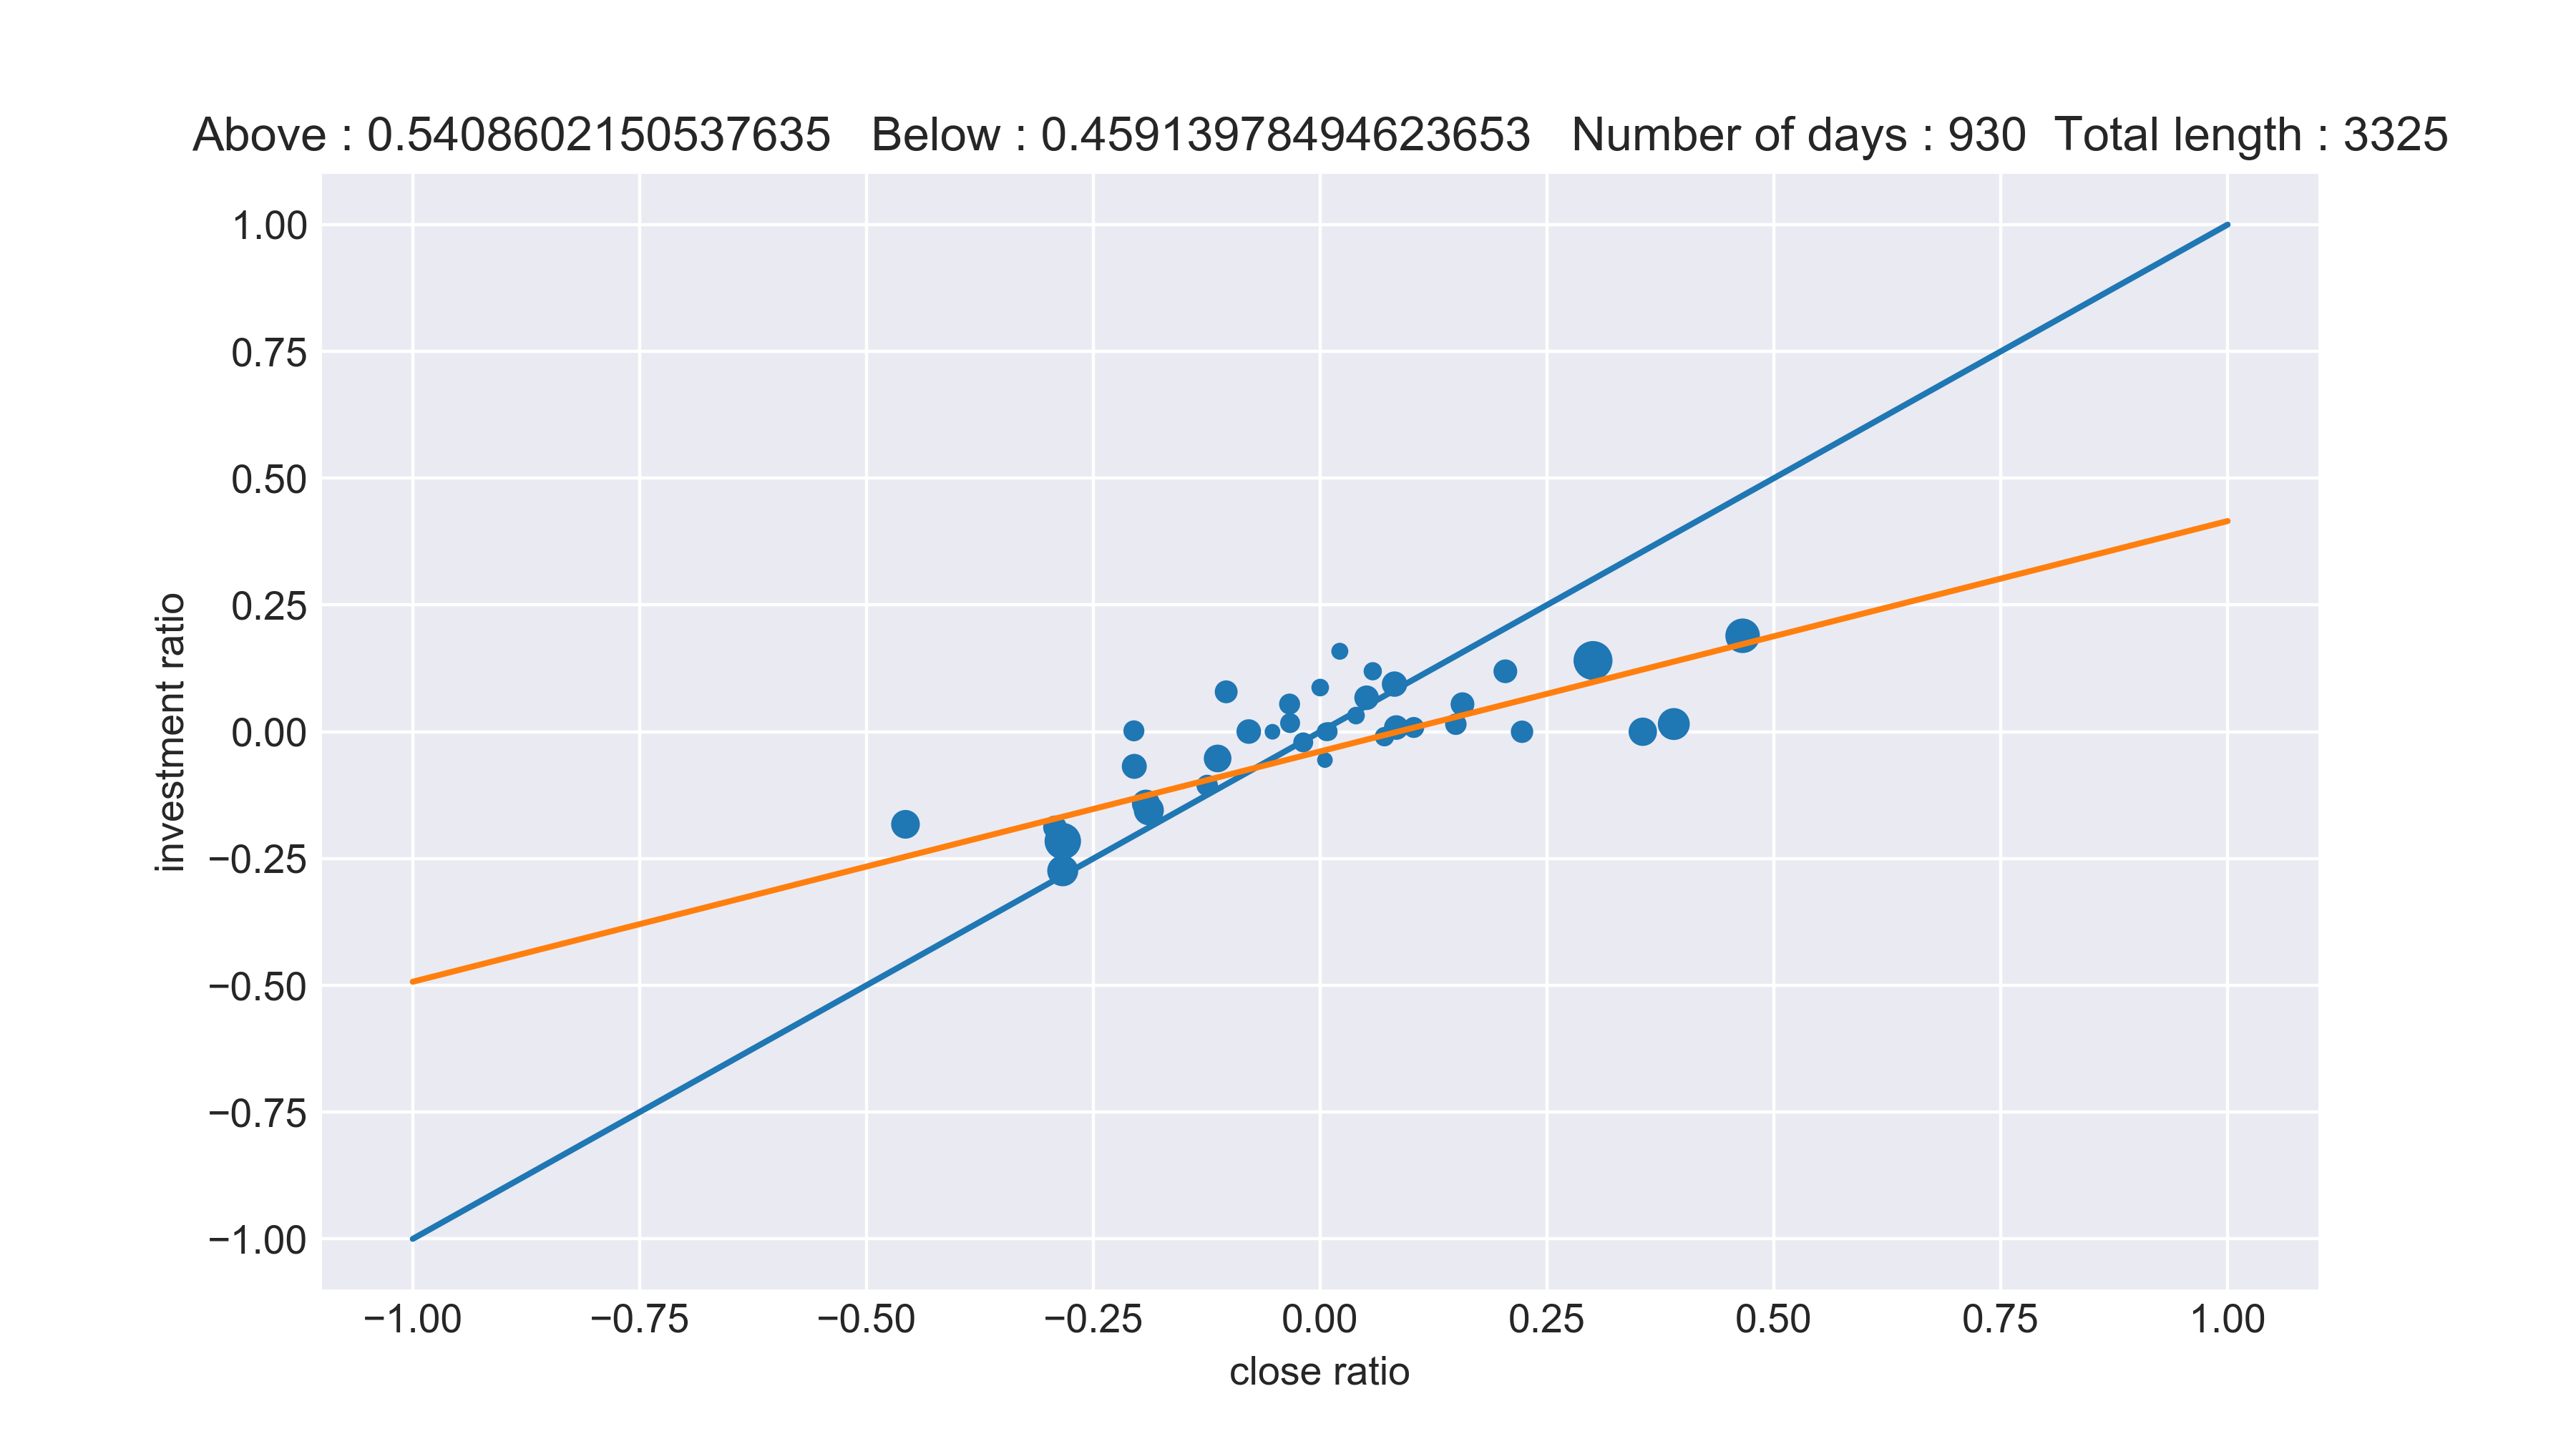 Above : 0.5408602150537635 Below : 0.45913978494623653 Number of days : 930 Total length : 3325
1.00
0.75
0.50
0.25
0.00
−0.25
−0.50
−0.75
−1.00
investment ratio
−1.00 −0.75 −0.50 −0.25 0.00 0.25 0.50 0.75 1.00
close ratio